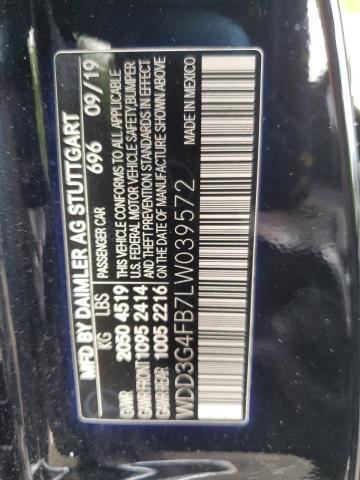 MFD BY DAIMLER AG STUTTGART
696 09/19
KG LBS PASSENGER CAR
GVWR 2050 4519 THIS VEHICLE CONFORMS TO ALL APPLICABLE
U.S. FEDERAL MOTOR VEHICLE SAFETY, BUMPER
GAWR FRONT 1095 2414 AND THEFT PREVENTION STANDARDS IN EFFECT
GAWR REAR 1005 2216 ON THE DATE OF MANUFACTURE SHOWN ABOVE
WDD3G4FB7LW039572 MADE IN MEXICO